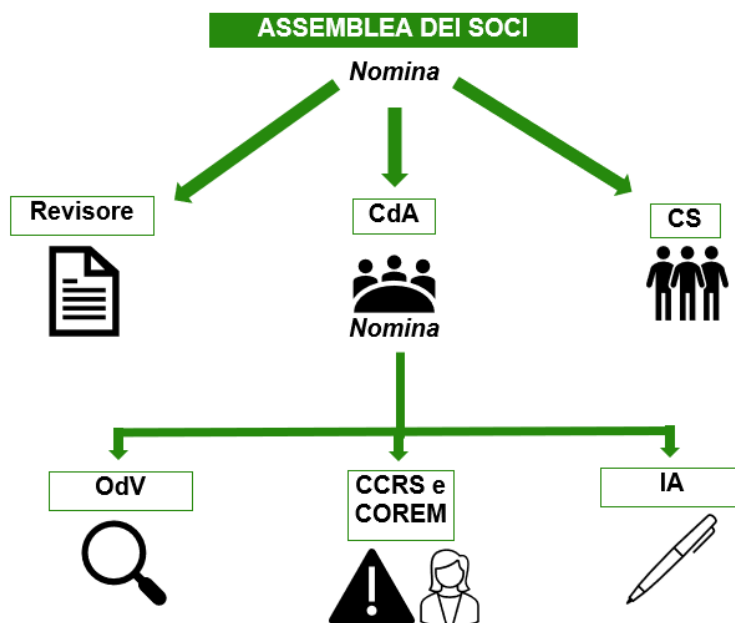 ASSEMBLEA DEI SOCI
Nomina
Revisore
CdA
CS
Nomina
OdV
CCRS e
COREM
IA